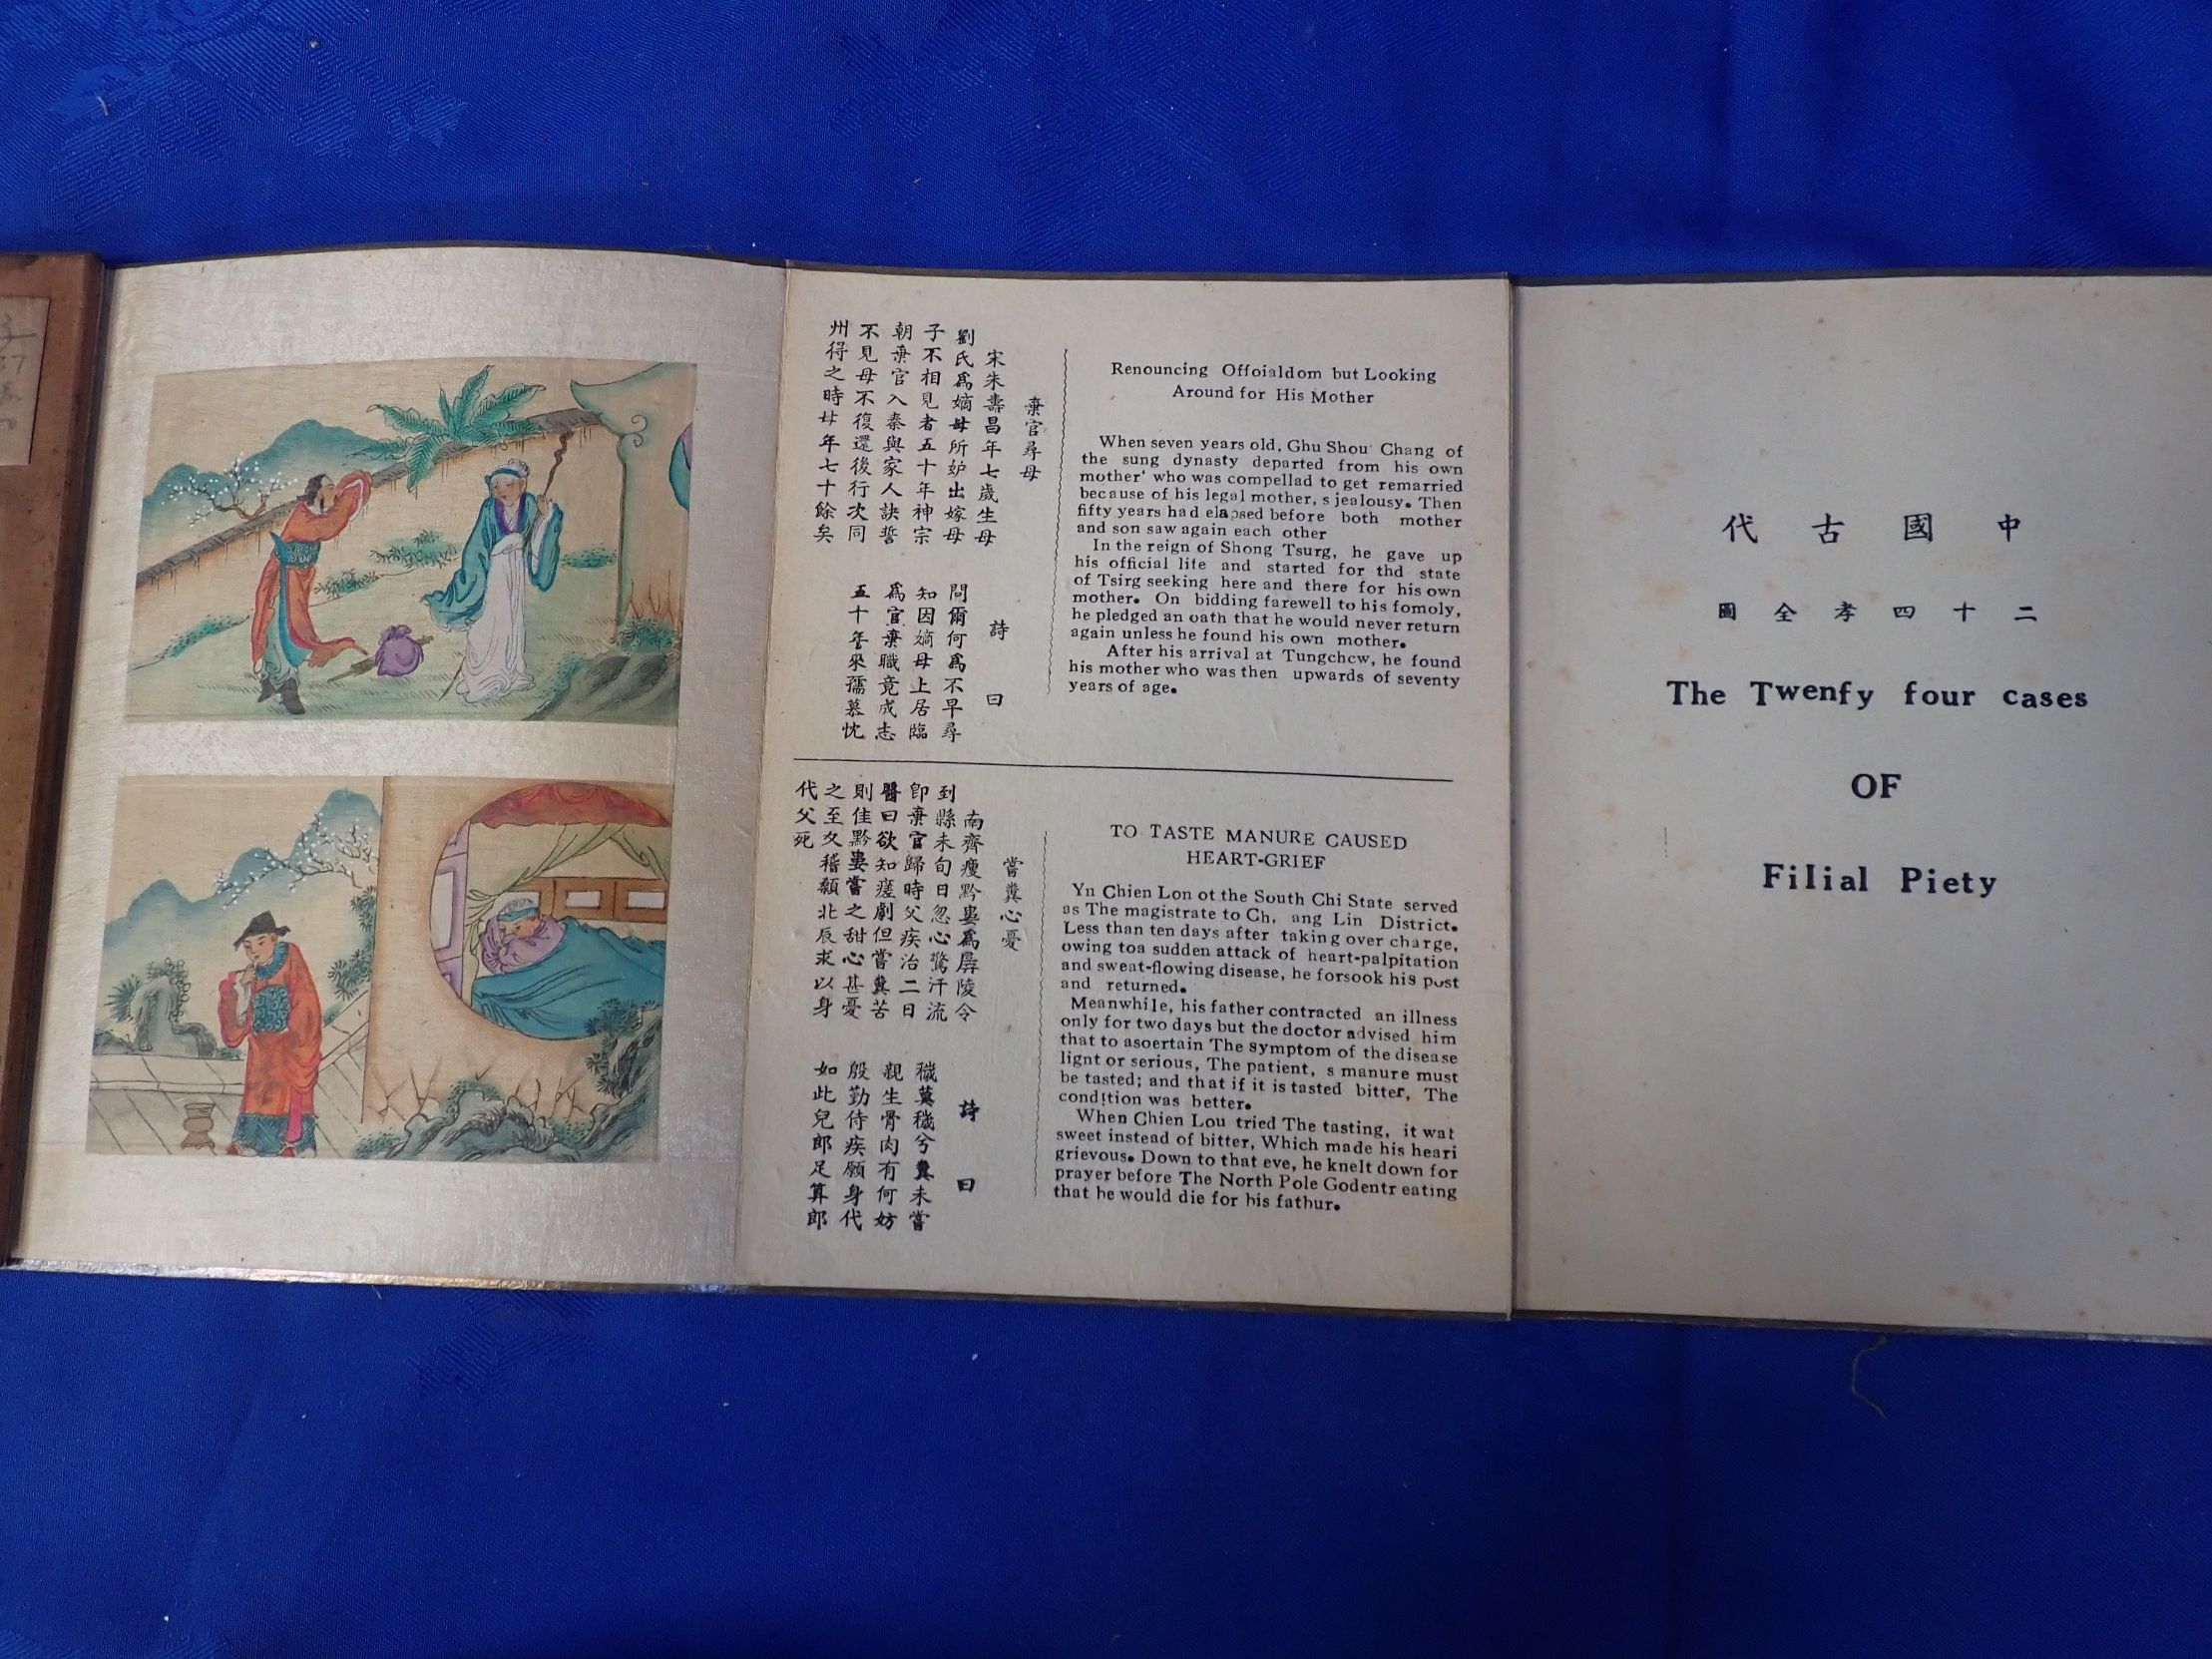 棄官尋母
宋朱壽昌年七歲生母
劉氏爲嫡母所妒出嫁母
子不相見者五十年神宗
朝棄官入秦與家人訣誓
不見母不復還後行次同
州得之時母年七十餘矣
詩曰
問爾何爲不早尋
知因嫡母上居臨
爲官棄職竟成志
五十年來孺慕忱
Renouncing Offoialdom but Looking
Around for His Mother
When seven years old, Ghu Shou Chang of
the sung dynasty departed from his own
mother' who was compellad to get remarried
because of his legal mother, s jealousy. Then
fifty years had elapsed before both mother
and son saw again each other
In the reign of Shong Tsurg, he gave up
his official life and started for thd state
of Tsirg seeking here and there for his own
mother. On bidding farewell to his fomoly,
he pledged an oath that he would never return
again unless he found his own mother.
After his arrival at Tungchcw, he found
his mother who was then upwards of seventy
years of age.
嘗糞心憂
南齊瘦黔婁爲孱陵令
到縣未旬日忽心驚汗流
卽棄官歸時父疾治二日
醫曰欲知瘥劇但嘗糞苦
則佳黔婁嘗之甜心甚憂
之至夕稽顙北辰求以身
代父死
詩曰
穢糞穢兮糞未嘗
親生骨肉有何妨
殷勤侍疾願身代
如此兒郎足算郎
TO TASTE MANURE CAUSED
HEART-GRIEF
Yn Chien Lon ot the South Chi State served
as The magistrate to Ch, ang Lin District.
Less than ten days after taking over charge,
owing toa sudden attack of heart-palpitation
and sweat-flowing disease, he forsook his post
and returned.
Meanwhile, his father contracted an illness
only for two days but the doctor advised him
that to asoertain The symptom of the disease
lignt or serious, The patient, s manure must
be tasted; and that if it is tasted bitter, The
condition was better.
When Chien Lou tried The tasting, it wat
sweet instead of bitter, Which made his heari
grievous. Down to that eve, he knelt down for
prayer before The North Pole Godentr eating
that he would die for his fathur.
中國古代
二十四孝全圖
The Twenfy four cases
OF
Filial Piety